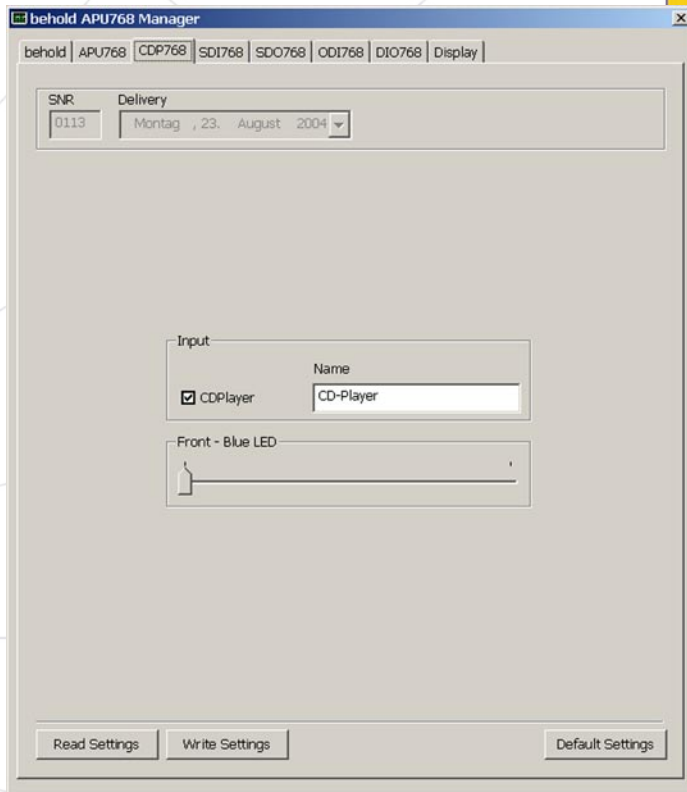 behold APU768 Manager
behold APU768 CDP768 SDI768 SDO768 ODI768 DIO768 Display
SNR Delivery
0113 Montag , 23. August 2004
Input
Name
CDPlayer CD-Player
Front - Blue LED
Read Settings Write Settings Default Settings